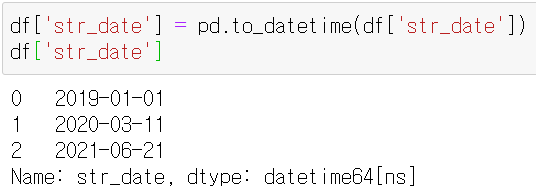 df['str_date'] = pd.to_datetime(df['str_date'])
df['str_date']
0   2019-01-01
1   2020-03-11
2   2021-06-21
Name: str_date, dtype: datetime64[ns]